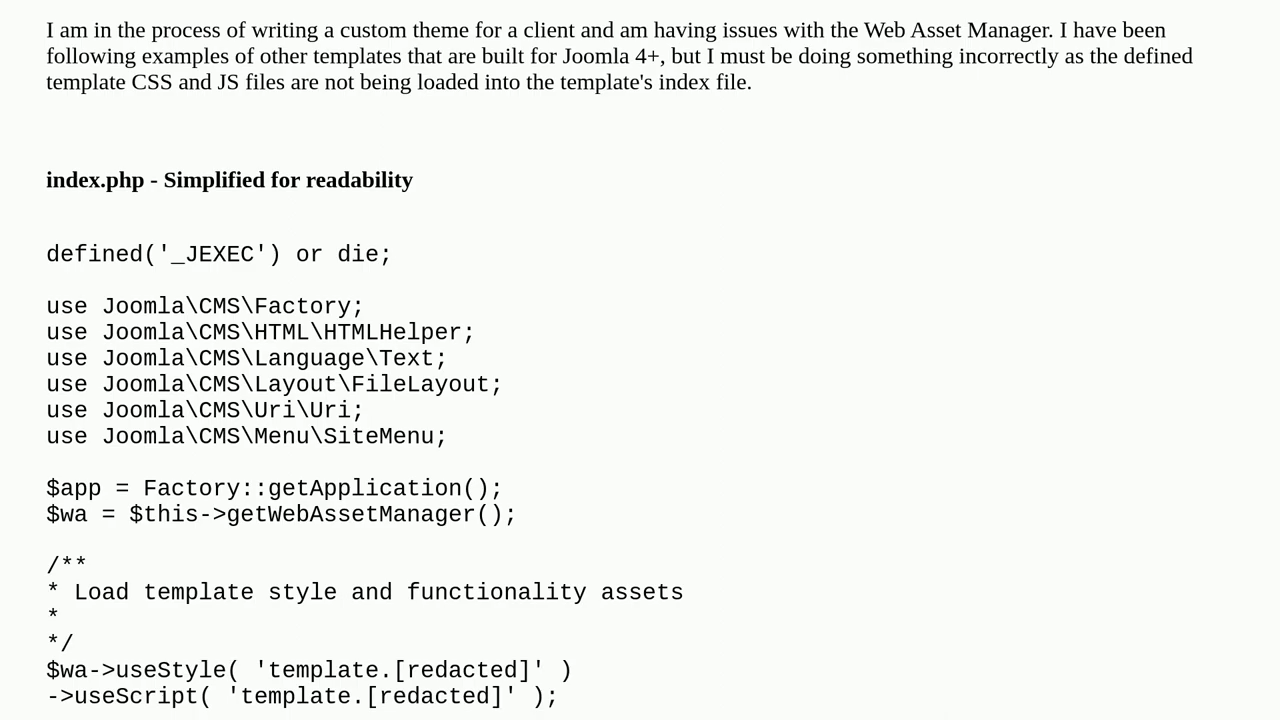 I am in the process of writing a custom theme for a client and am having issues with the Web Asset Manager. I have been
following examples of other templates that are built for Joomla 4+, but I must be doing something incorrectly as the defined
template CSS and JS files are not being loaded into the template's index file.
index.php - Simplified for readability
defined('_JEXEC') or die;
use Joomla\CMS\Factory;
use Joomla\CMS\HTML\HTMLHelper;
use Joomla\CMS\Language\Text;
use Joomla\CMS\Layout\FileLayout;
use Joomla\CMS\Uri\Uri;
use Joomla\CMS\Menu\SiteMenu;
$app = Factory::getApplication();
$wa = $this->getWebAssetManager();
/**
* Load template style and functionality assets
*
*/
$wa->useStyle( 'template.[redacted]' )
->useScript( 'template.[redacted]' );